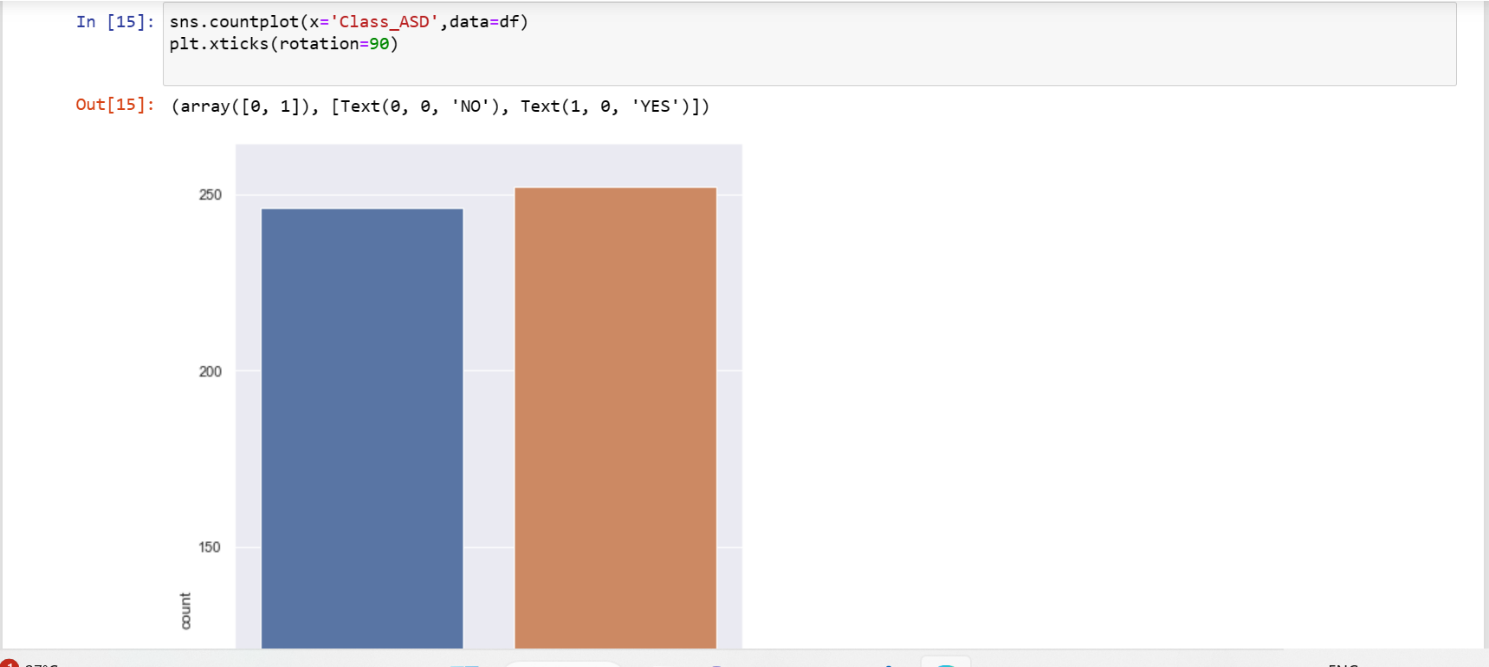 In [15]: sns.countplot(x='Class_ASD',data=df)
plt.xticks(rotation=90)
Out[15]: (array([0, 1]), [Text(0, 0, 'NO'), Text(1, 0, 'YES')])
250
200
150
count
1